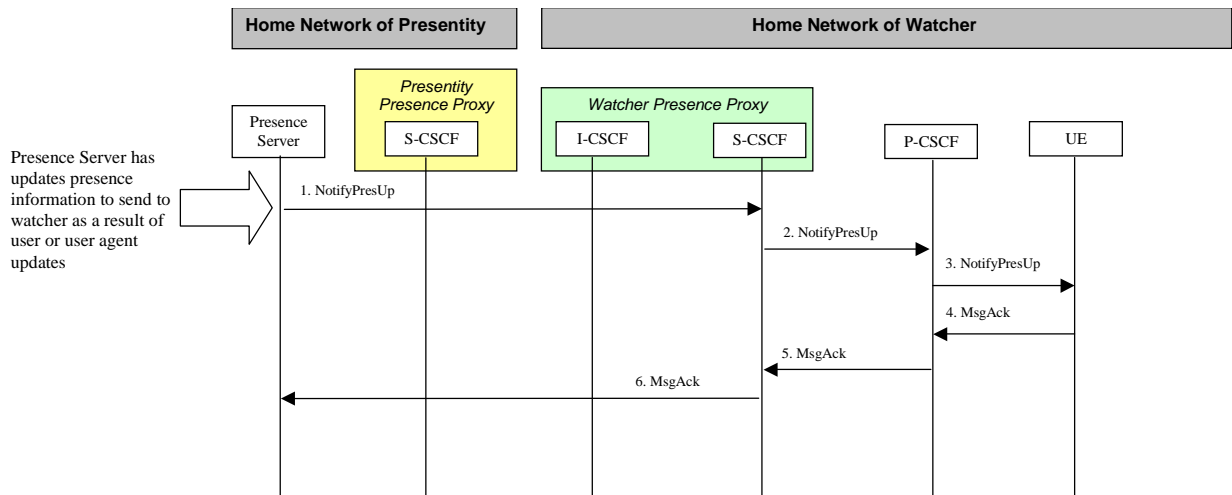 Home Network of Presentity
Home Network of Watcher
Presentity
Presence Proxy
Watcher Presence Proxy
Presence
Server
S-CSCF
I-CSCF
S-CSCF
P-CSCF
UE
Presence Server has
updates presence
information to send to
watcher as a result of
user or user agent
updates
1. NotifyPresUp
2. NotifyPresUp
3. NotifyPresUp
4. MsgAck
5. MsgAck
6. MsgAck